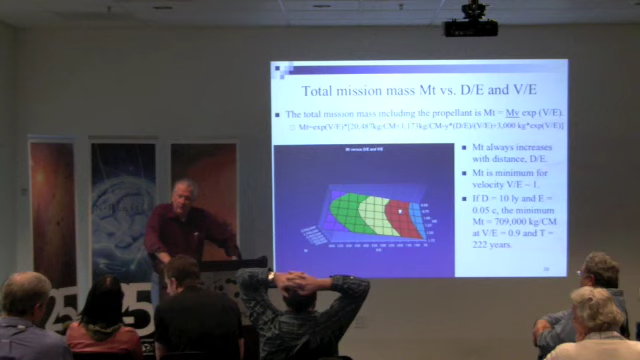 Total mission mass Mt vs. D/E and V/E
The total mission mass including the propellant is Mt = Mv exp (V/E).
Mt always increases
with distance, D/E.
Mt is minimum for
velocity V/E ~ 1.
If D = 10 ly and E =
0.05 c, the minimum
Mt = 709,000 kg/CM
at V/E = 0.9 and T =
222 years.
25
25